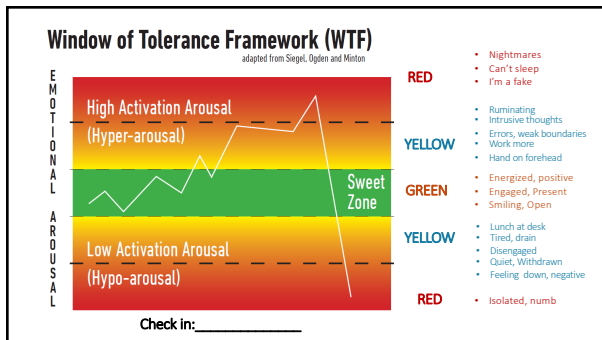 Window of Tolerance Framework (WTF)
adapted from Siegel, Ogden and Minton
EMOTIONAL AROUSAL
High Activation Arousal
(Hyper-arousal)
Sweet
Zone
Low Activation Arousal
(Hypo-arousal)
Check in:_______________
RED
• Nightmares
• Can't sleep
• I'm a fake
YELLOW
• Ruminating
• Intrusive thoughts
• Errors, weak boundaries
• Work more
• Hand on forehead
GREEN
• Energized, positive
• Engaged, Present
• Smiling, Open
YELLOW
• Lunch at desk
• Tired, drain
• Disengaged
• Quiet, Withdrawn
• Feeling down, negative
RED
• Isolated, numb